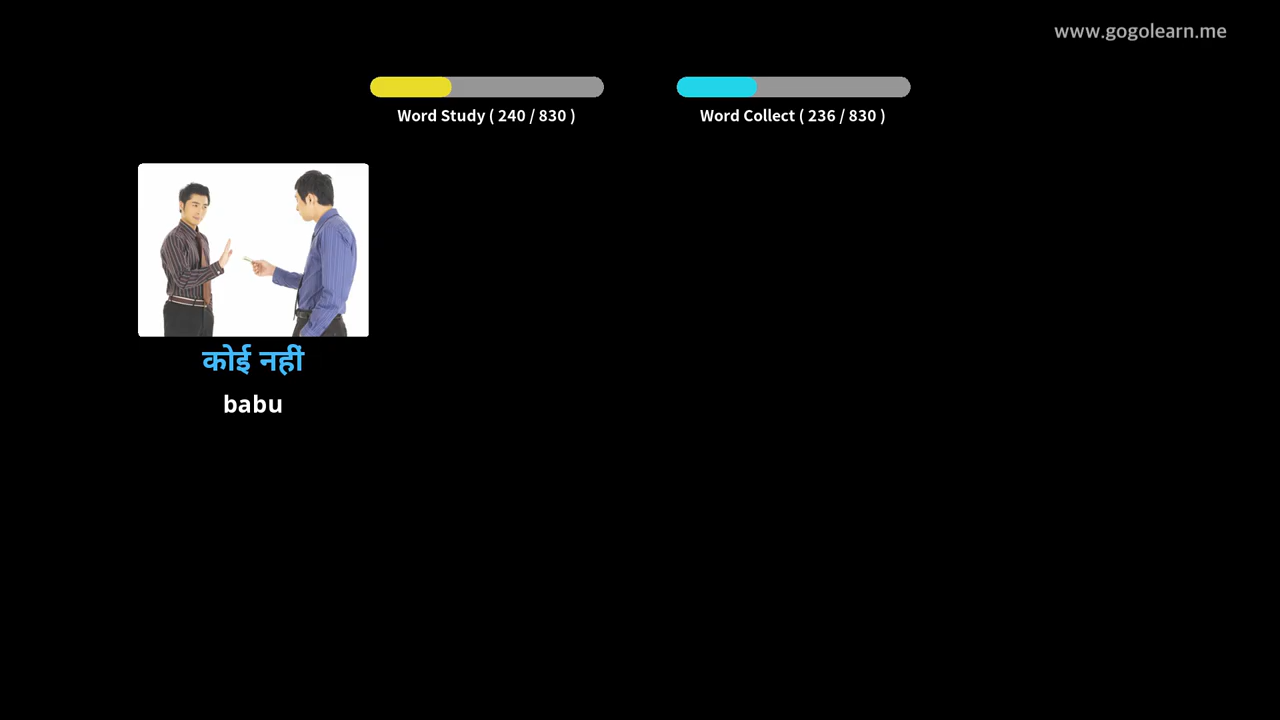 www.gogolearn.me
Word Study ( 240 / 830 )
Word Collect ( 236 / 830 )
कोई नहीं
babu